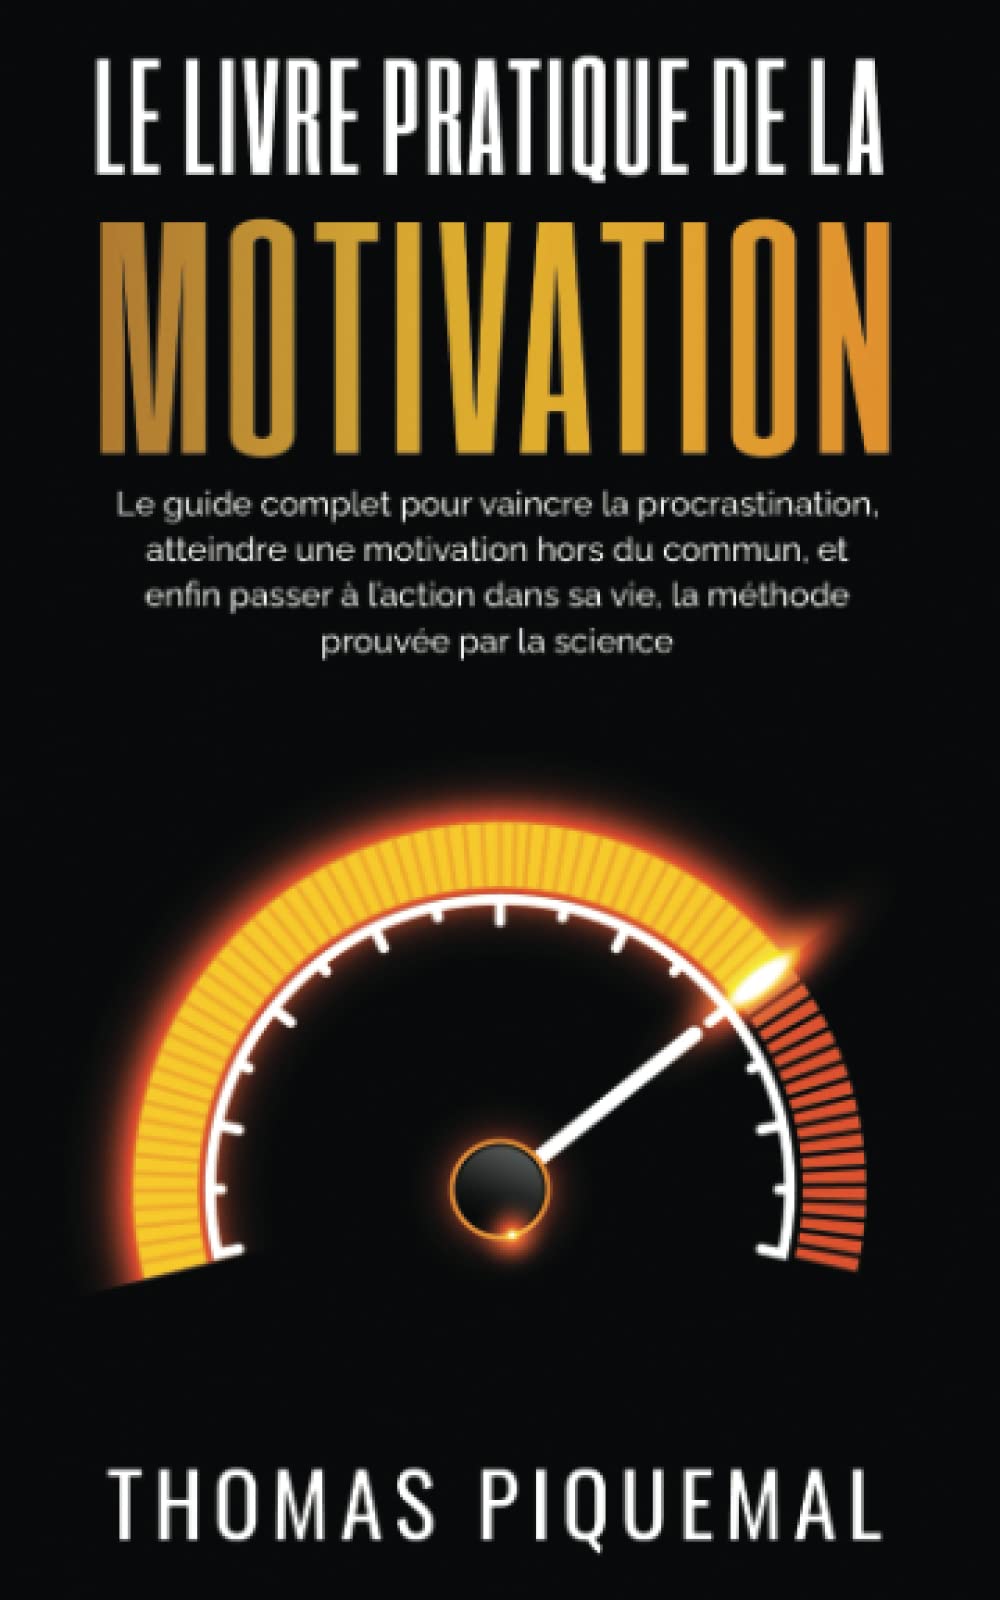 LE LIVRE PRATIQUE DE LA
MOTIVATION
Le guide complet pour vaincre la procrastination,
atteindre une motivation hors du commun, et
enfin passer à l'action dans sa vie, la méthode
prouvée par la science
THOMAS PIQUEMAL